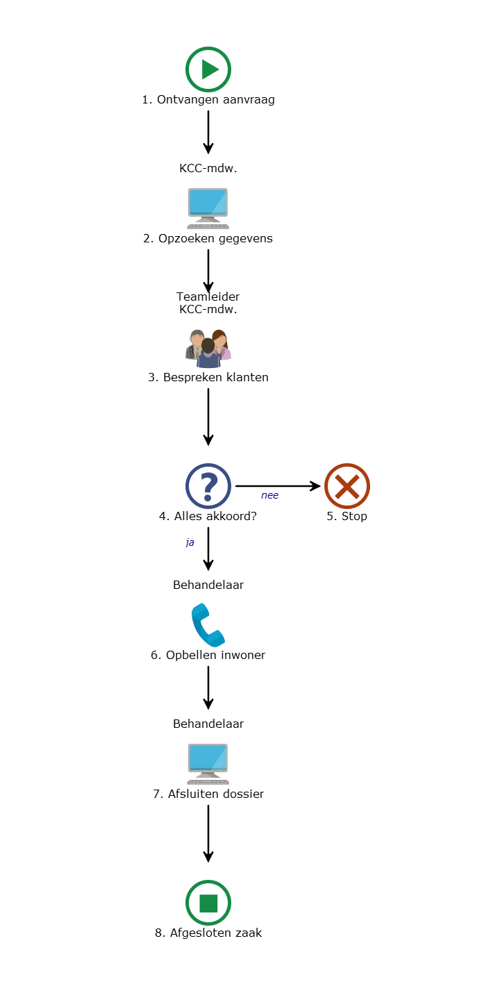 1. Ontvangen aanvraag
KCC-mdw.
2. Opzoeken gegevens
Teamleider
KCC-mdw.
3. Bespreken klanten
nee
4. Alles akkoord?
5. Stop
ja
Behandelaar
6. Opbellen inwoner
Behandelaar
7. Afsluiten dossier
8. Afgesloten zaak